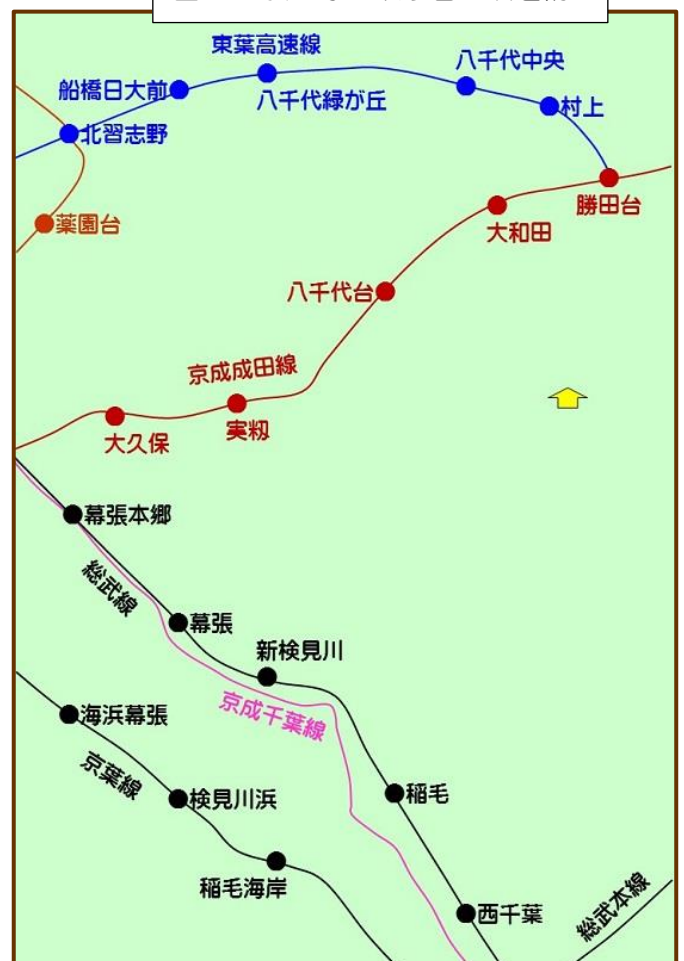 東葉高速線
八千代中央
船橋日大前
八千代緑が丘
村上
北習志野
薬園台
勝田台
大和田
八千代台
京成成田線
実籾
大久保
幕張本郷
総武線
幕張
新検見川
京成千葉線
海浜幕張
京葉線
検見川浜
稲毛
稲毛海岸
西千葉
総武本線